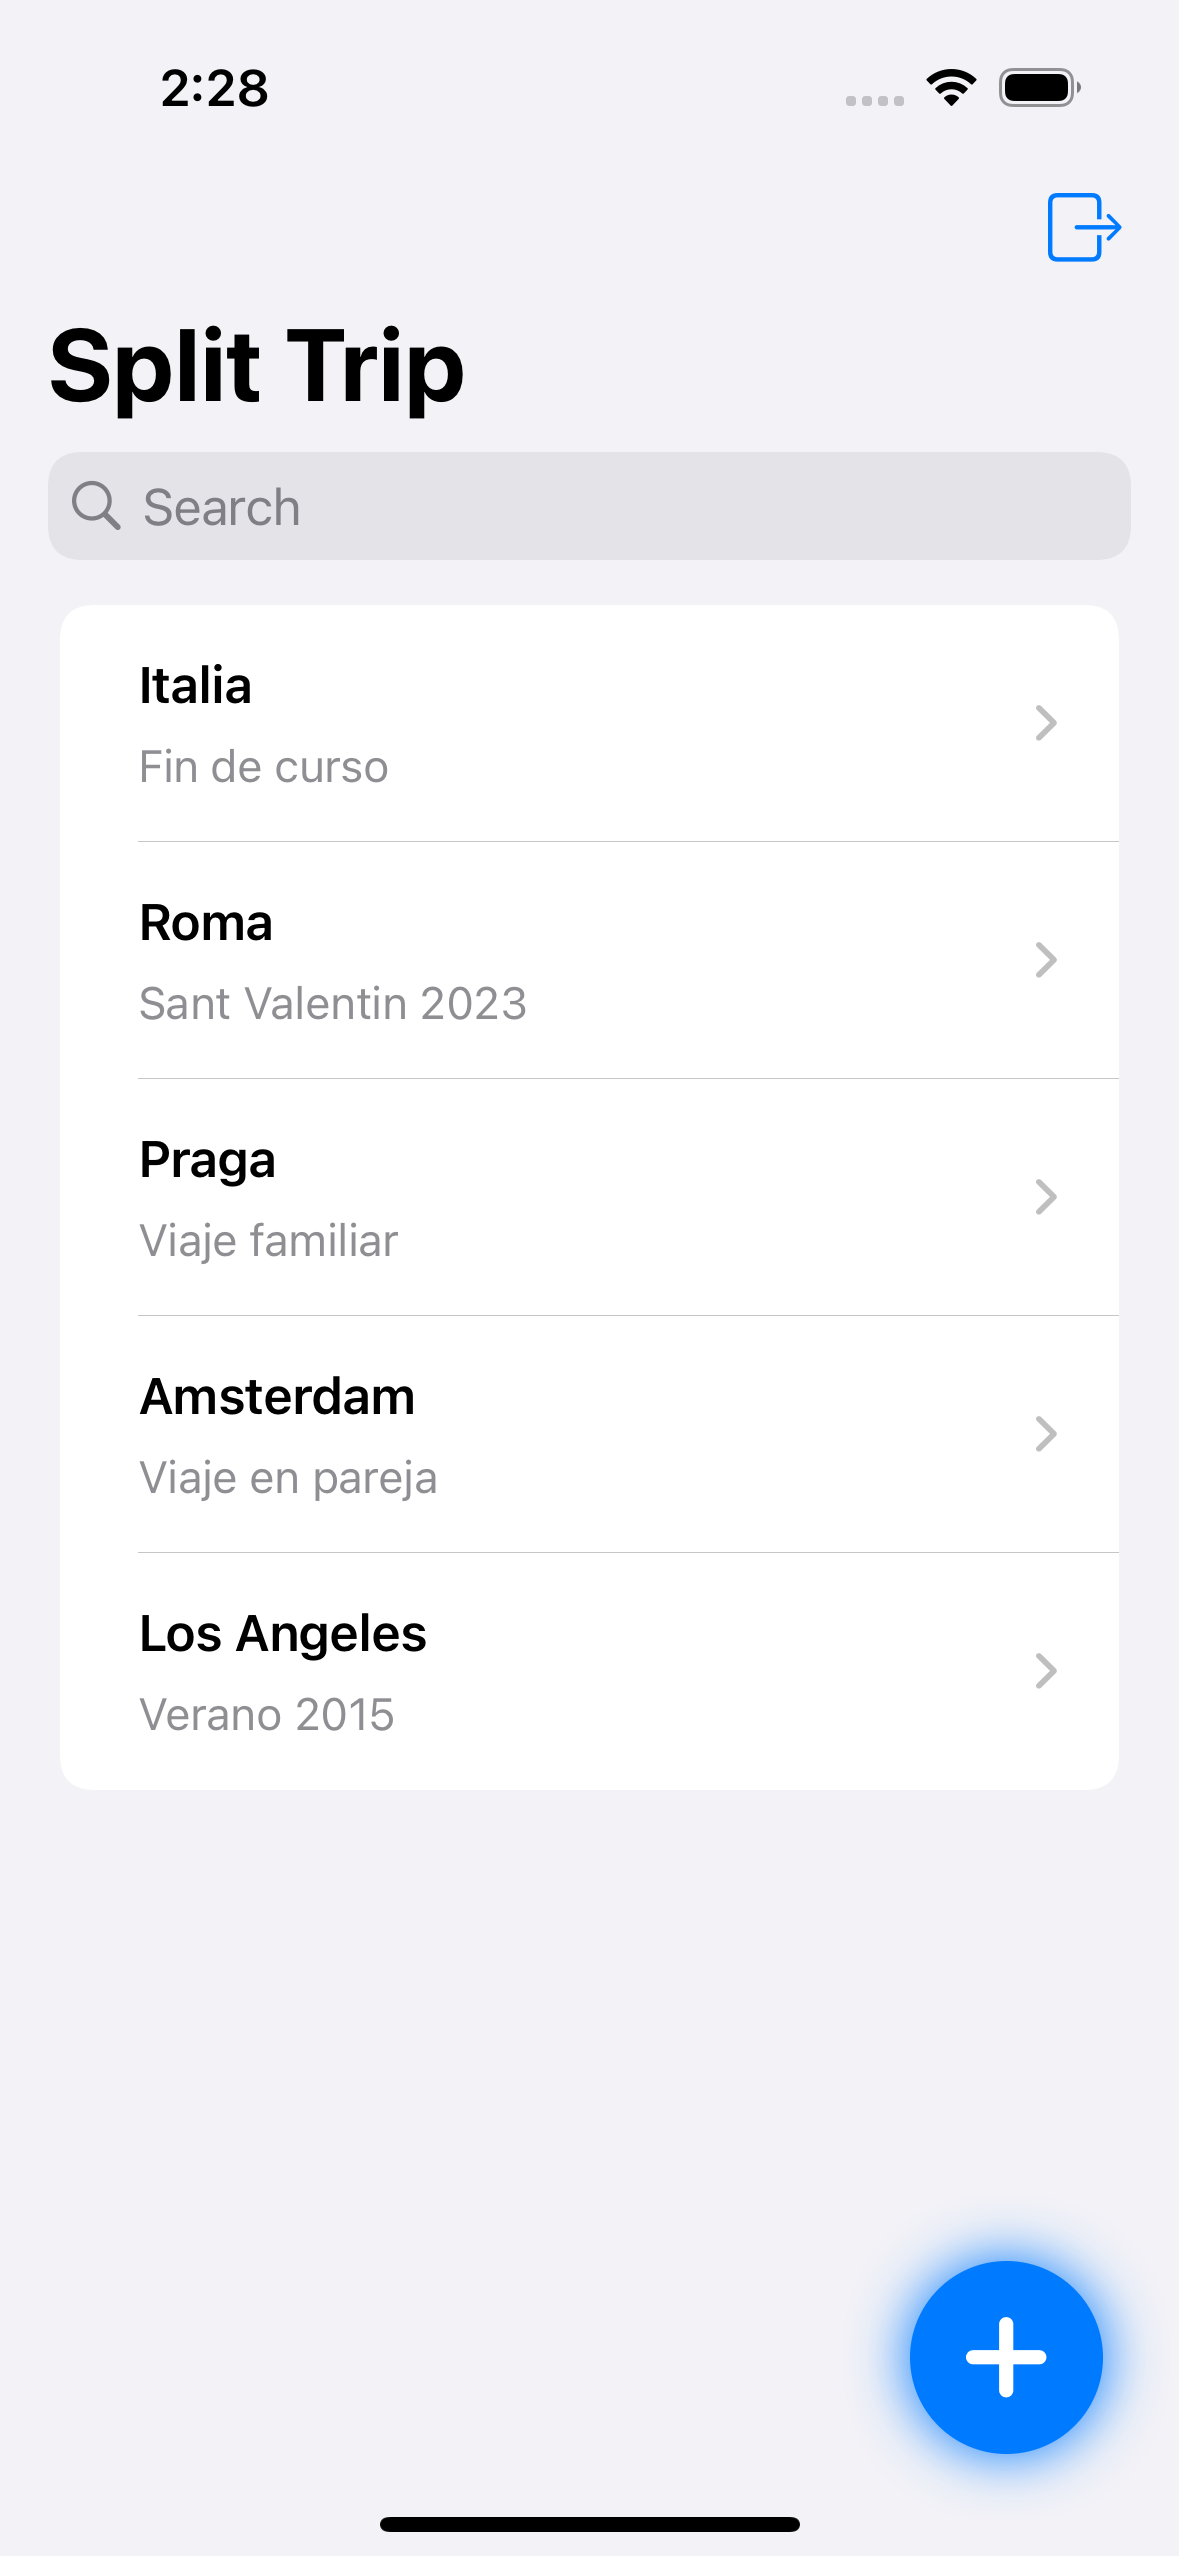 2:28
Split Trip
Search
Italia
Fin de curso
Roma
Sant Valentin 2023
Praga
Viaje familiar
Amsterdam
Viaje en pareja
Los Angeles
Verano 2015